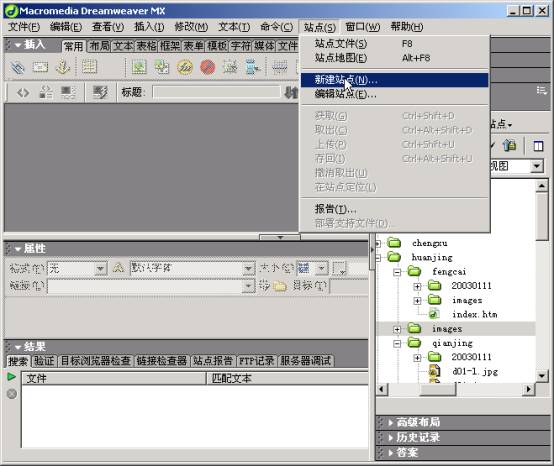 Macromedia Dreamweaver MX
文件(F) 编辑(E) 查看(V) 插入(I) 修改(M) 文本(T) 命令(C) 站点(S) 窗口(W) 帮助(H)
插入 常用 布局 文本 表格 框架 表单 模板 字符 媒体 文件
标题:
站点文件(S) F8
站点地图(E) Alt+F8
新建站点(N)...
编辑站点(E)...
获取(G) Ctrl+Shift+D
取出(C) Ctrl+Alt+Shift+D
上传(P) Ctrl+Shift+U
存回(I) Ctrl+Alt+Shift+U
撤消取出(U)
在站点定位(L)
报告(T)...
部署支持文件(D)...
站点
视图
chengxu
huanjing
fengcai
20030111
images
index.htm
images
qianjing
20030111
d01-1.jpg
属性
格式(F) 无 默认字体 大小(Z) 无
链接(L) 目标(R)
结果
搜索 验证 目标浏览器检查 链接检查器 站点报告 FTP记录 服务器调试
文件 匹配文本
高级布局
历史记录
答案